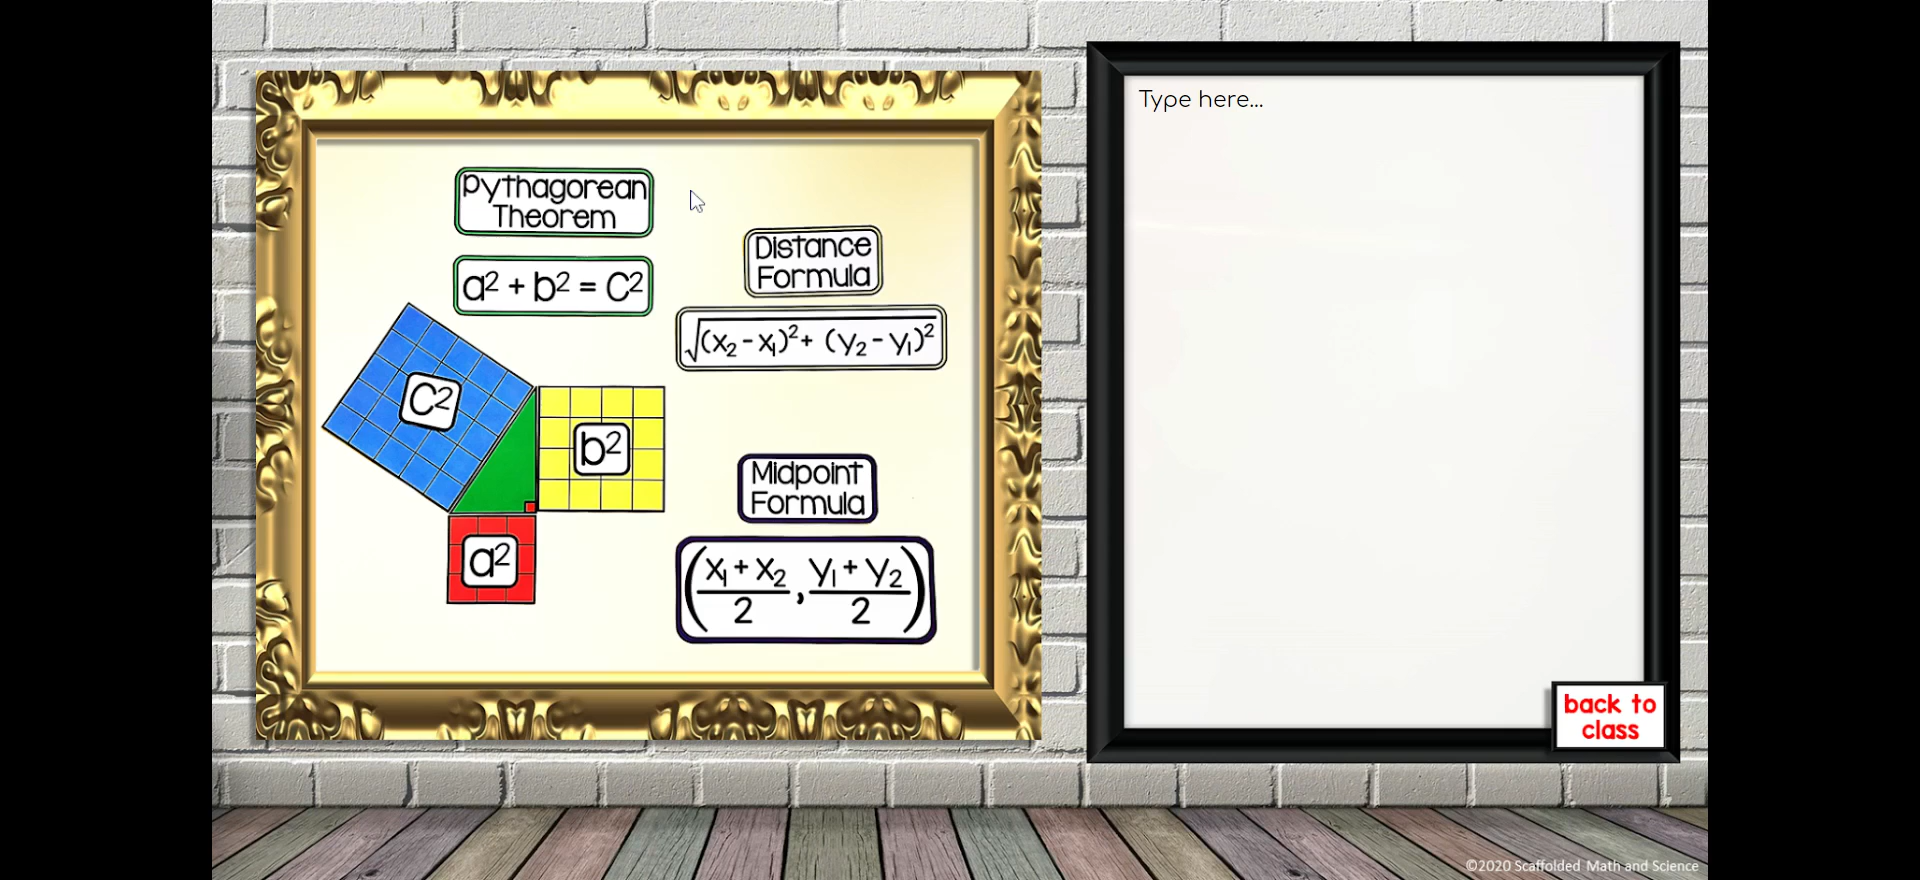 Pythagorean
Theorem
a² + b² = c²
c²
b²
a²
Distance
Formula
√(x₂ - x₁)² + (y₂ - y₁)²
Midpoint
Formula
(x₁ + x₂ / 2 , y₁ + y₂ / 2)
Type here...
back to
class
©2020 Scaffolded Math and Science